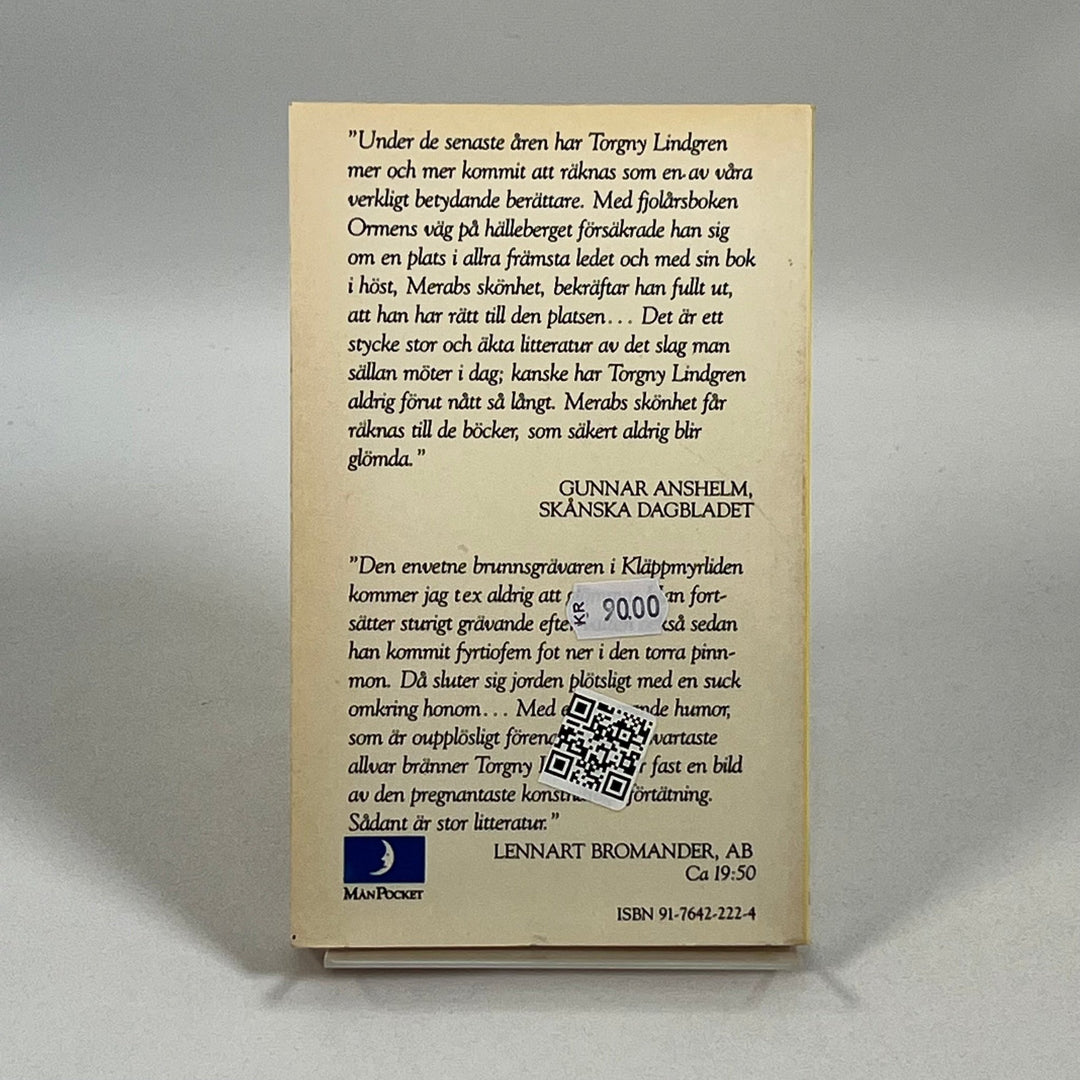 ”Under de senaste åren har Torgny Lindgren
mer och mer kommit att räknas som en av våra
verkligt betydande berättare. Med fjolårsboken
Ormens väg på hälleberget försäkrade han sig
om en plats i allra främsta ledet och med sin bok
i höst, Merabs skönhet, bekräftar han fullt ut,
att han har rätt till den platsen... Det är ett
stycke stor och äkta litteratur av det slag man
sällan möter i dag; kanske har Torgny Lindgren
aldrig förut nått så långt. Merabs skönhet får
räknas till de böcker, som säkert aldrig blir
glömda.”
GUNNAR ANSHELM,
SKÅNSKA DAGBLADET
”Den envetne brunnsgrävaren i Kläppmyrliden
kommer jag t ex aldrig att an fort-
sätter sturigt grävande efte så sedan
han kommit fyrtiofem fot ner i den torra pinn-
mon. Då sluter sig jorden plötsligt med en suck
omkring honom... Med nde humor,
som är oupplösligt fören vartaste
allvar bränner Torgny fast en bild
av den pregnantaste konst förtätning.
Sådant är stor litteratur.”
LENNART BROMANDER, AB
Ca 19:50
KR 90.00
MÅNPOCKET
ISBN 91-7642-222-4